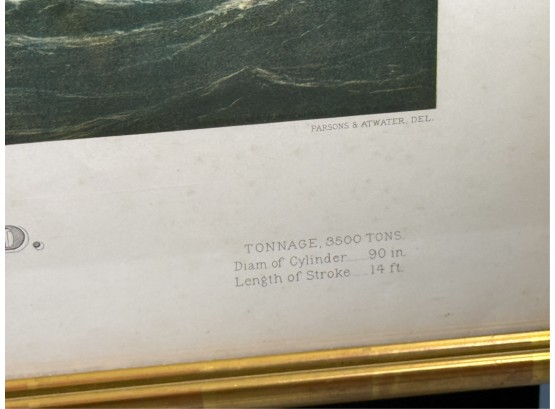 PARSONS & ATWATER, DEL.
D.
TONNAGE, 3500 TONS.
Diam. of Cylinder......90 in.
Length of Stroke......14 ft.